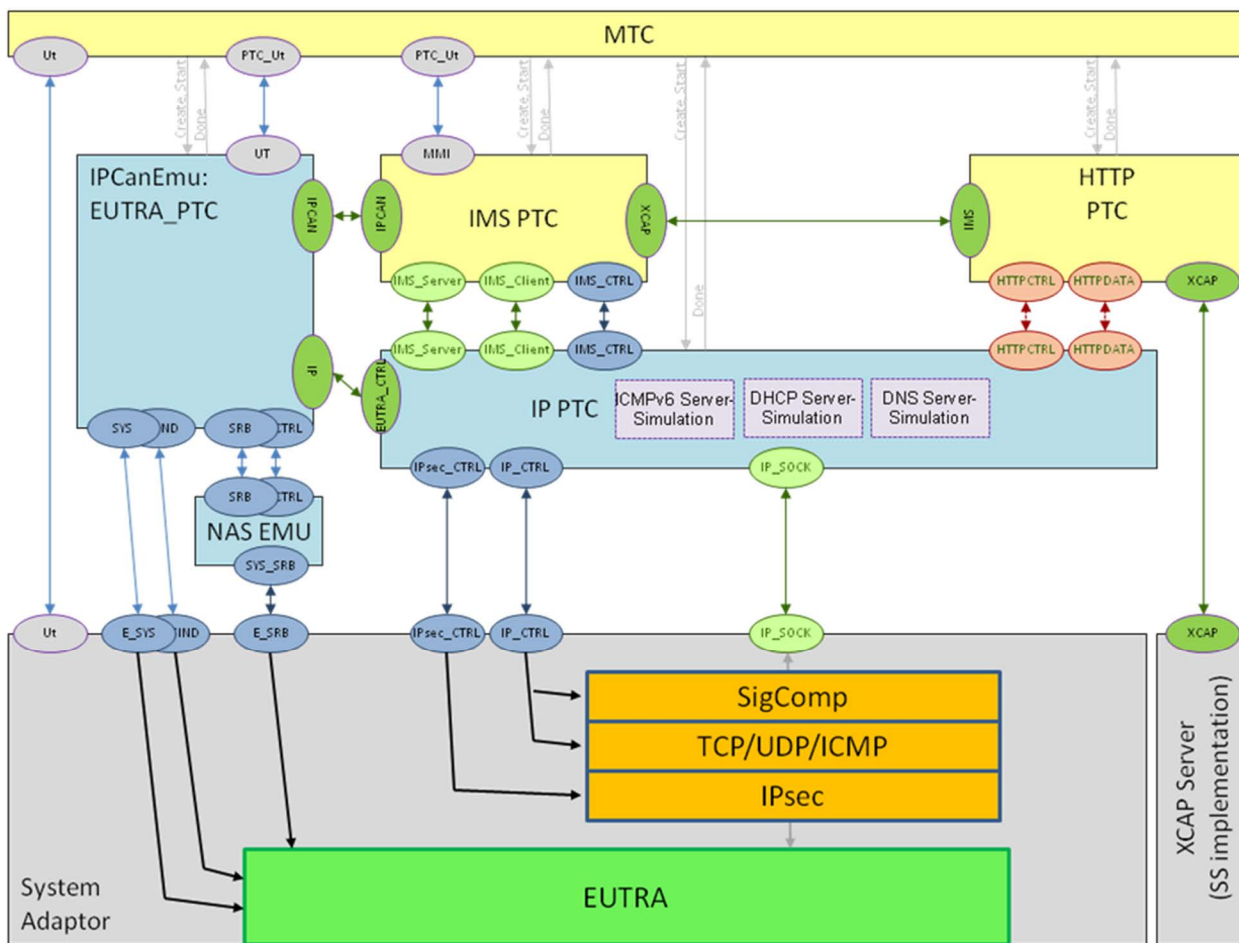 MTC
Ut
PTC_Ut
PTC_Ut
Create, Start
Done
Create, Start
Done
Create, Start
Done
Create, Start
Done
UT
MMI
IPCanEmu:
EUTRA_PTC
IPCAN
IPCAN
IMS PTC
XCAP
SMI
HTTP
PTC
IMS_Server
IMS_Client
IMS_CTRL
HTTPCTRL
HTTPDATA
XCAP
IMS_Server
IMS_Client
IMS_CTRL
HTTPCTRL
HTTPDATA
IP
EUTRA_CTRL
IP PTC
ICMPv6 Server-
Simulation
DHCP Server-
Simulation
DNS Server-
Simulation
SYS
IND
SRB
CTRL
IPsec_CTRL
IP_CTRL
IP_SOCK
SRB
CTRL
NAS EMU
SYS_SRB
Ut
E_SYS
IND
E_SRB
IPsec_CTRL
IP_CTRL
IP_SOCK
XCAP
SigComp
TCP/UDP/ICMP
IPsec
EUTRA
System
Adaptor
XCAP Server
(SS implementation)